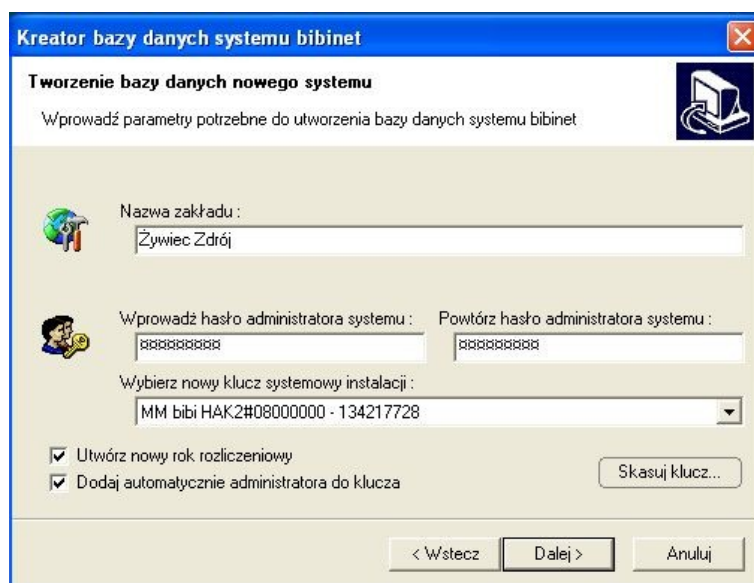 Kreator bazy danych systemu bibinet
Tworzenie bazy danych nowego systemu
Wprowadź parametry potrzebne do utworzenia bazy danych systemu bibinet
Nazwa zakładu :
Żywiec Zdrój
Wprowadź hasło administratora systemu : Powtórz hasło administratora systemu :
¤¤¤¤¤¤¤¤¤ ¤¤¤¤¤¤¤¤¤
Wybierz nowy klucz systemowy instalacji :
MM bibi HAK2#08000000 - 134217728
Utwórz nowy rok rozliczeniowy
Dodaj automatycznie administratora do klucza
Skasuj klucz...
< Wstecz Dalej > Anuluj